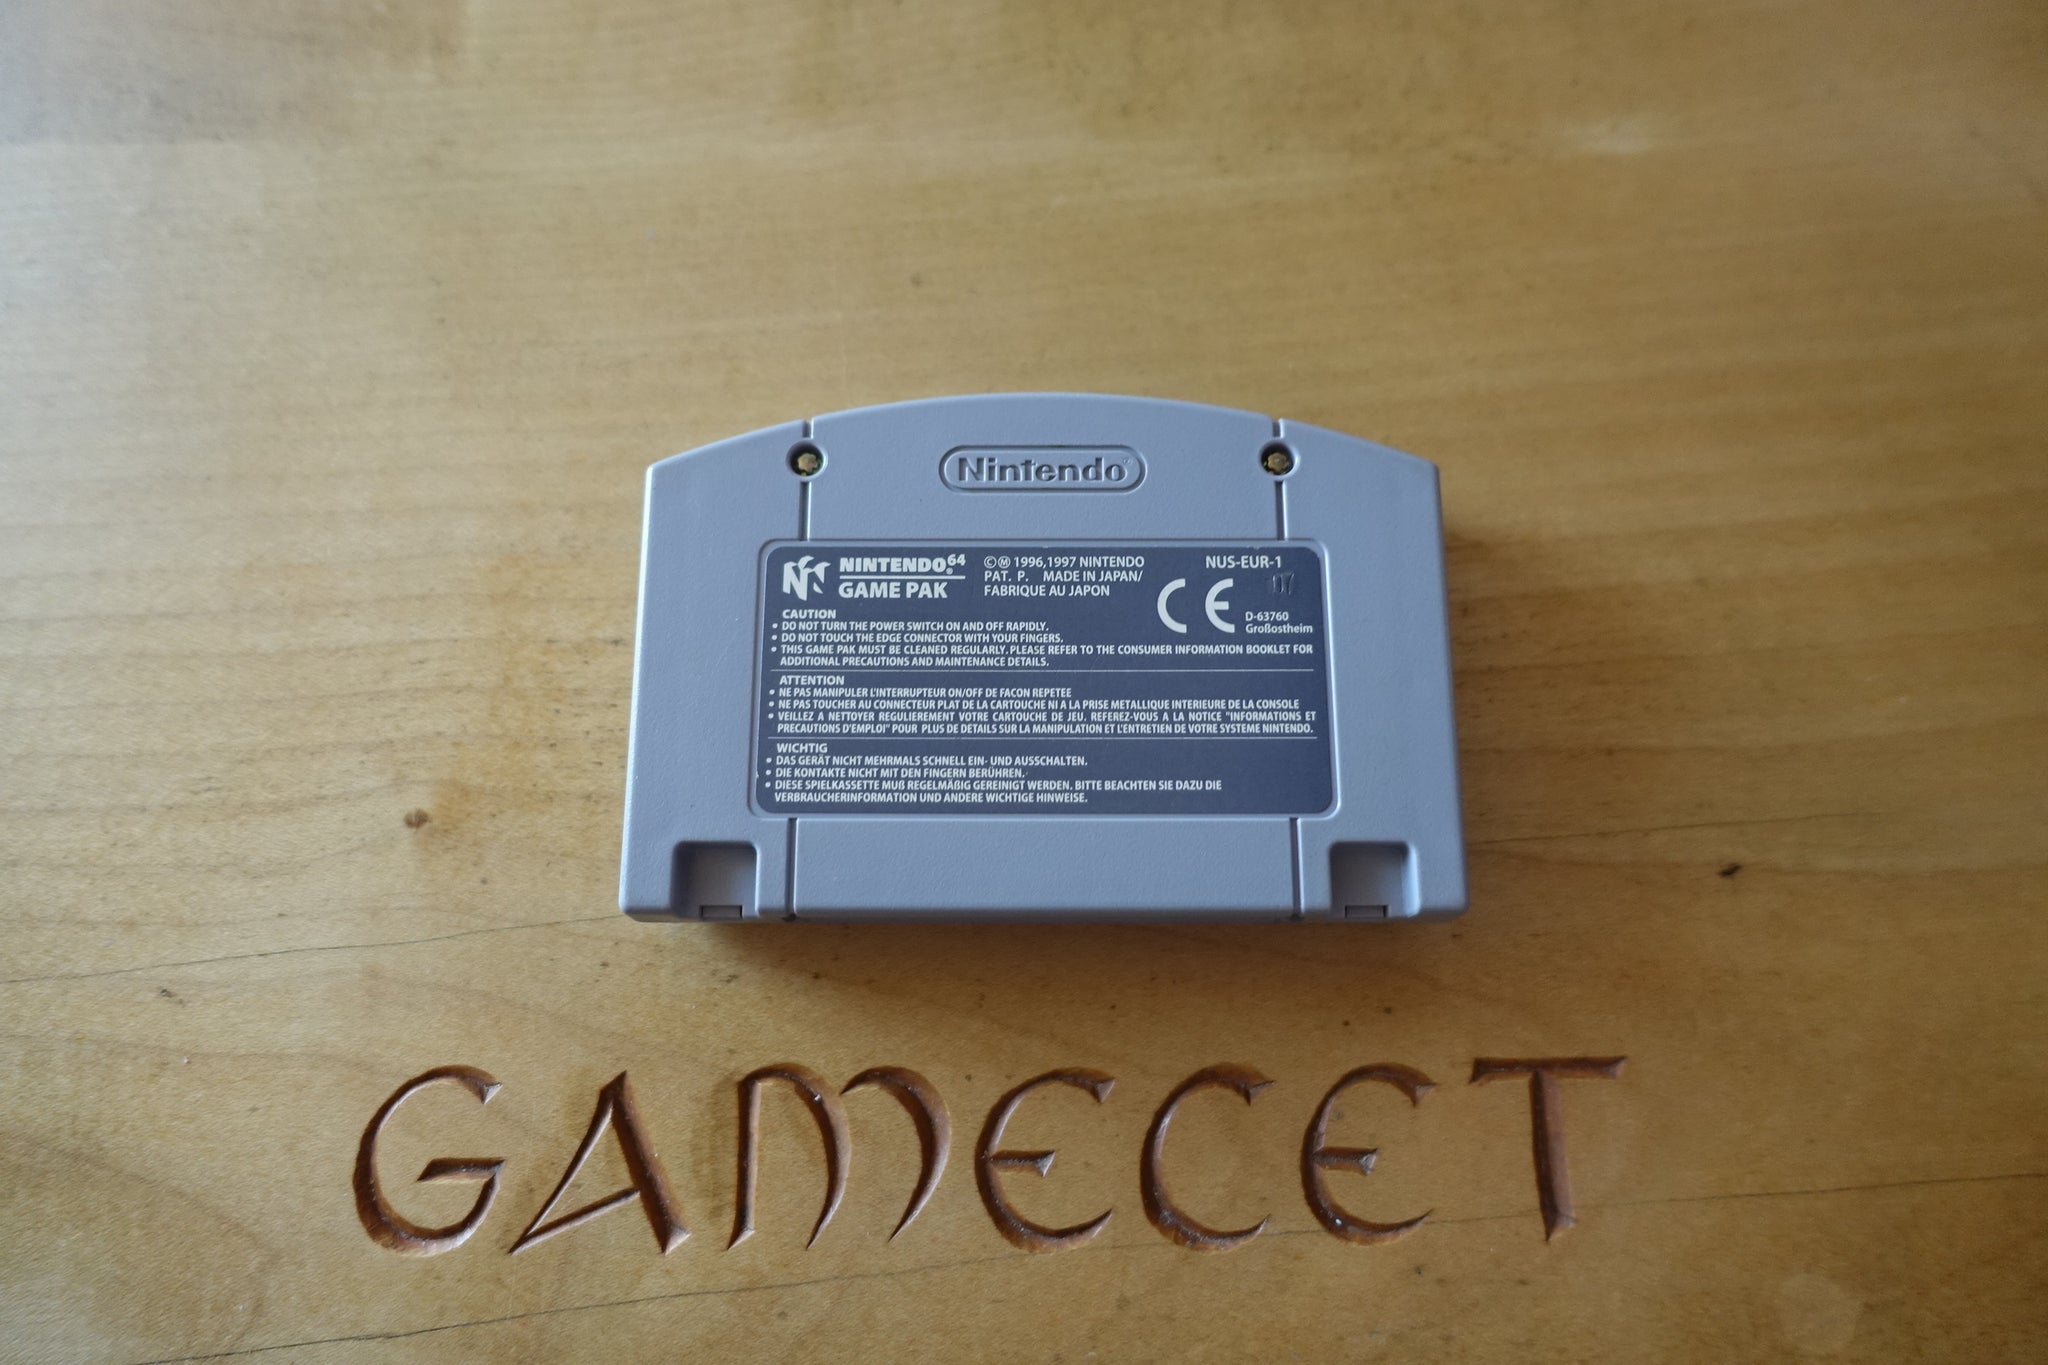 Nintendo
NINTENDO64
GAME PAK
©Ⓜ 1996,1997 NINTENDO
PAT. P. MADE IN JAPAN/
FABRIQUE AU JAPON
NUS-EUR-1
07
CE
D-63760
Großostheim
CAUTION
• DO NOT TURN THE POWER SWITCH ON AND OFF RAPIDLY.
• DO NOT TOUCH THE EDGE CONNECTOR WITH YOUR FINGERS.
• THIS GAME PAK MUST BE CLEANED REGULARLY. PLEASE REFER TO THE CONSUMER INFORMATION BOOKLET FOR
ADDITIONAL PRECAUTIONS AND MAINTENANCE DETAILS.
ATTENTION
• NE PAS MANIPULER L'INTERRUPTEUR ON/OFF DE FACON REPETEE
• NE PAS TOUCHER AU CONNECTEUR PLAT DE LA CARTOUCHE NI A LA PRISE METALLIQUE INTERIEURE DE LA CONSOLE
• VEILLEZ A NETTOYER REGULIEREMENT VOTRE CARTOUCHE DE JEU. REFEREZ-VOUS A LA NOTICE "INFORMATIONS ET
PRECAUTIONS D'EMPLOI" POUR PLUS DE DETAILS SUR LA MANIPULATION ET L'ENTRETIEN DE VOTRE SYSTEME NINTENDO.
WICHTIG
• DAS GERÄT NICHT MEHRMALS SCHNELL EIN- UND AUSSCHALTEN.
• DIE KONTAKTE NICHT MIT DEN FINGERN BERÜHREN.
• DIESE SPIELKASSETTE MUß REGELMÄßIG GEREINIGT WERDEN. BITTE BEACHTEN SIE DAZU DIE
VERBRAUCHERINFORMATION UND ANDERE WICHTIGE HINWEISE.
GAMECET